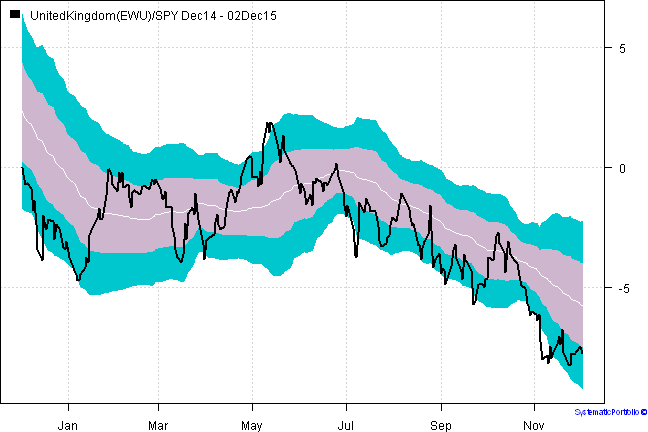 UnitedKingdom(EWU)/SPY Dec14 - 02Dec15
5
0
-5
Jan Mar May Jul Sep Nov
SystematicPortfolio ©